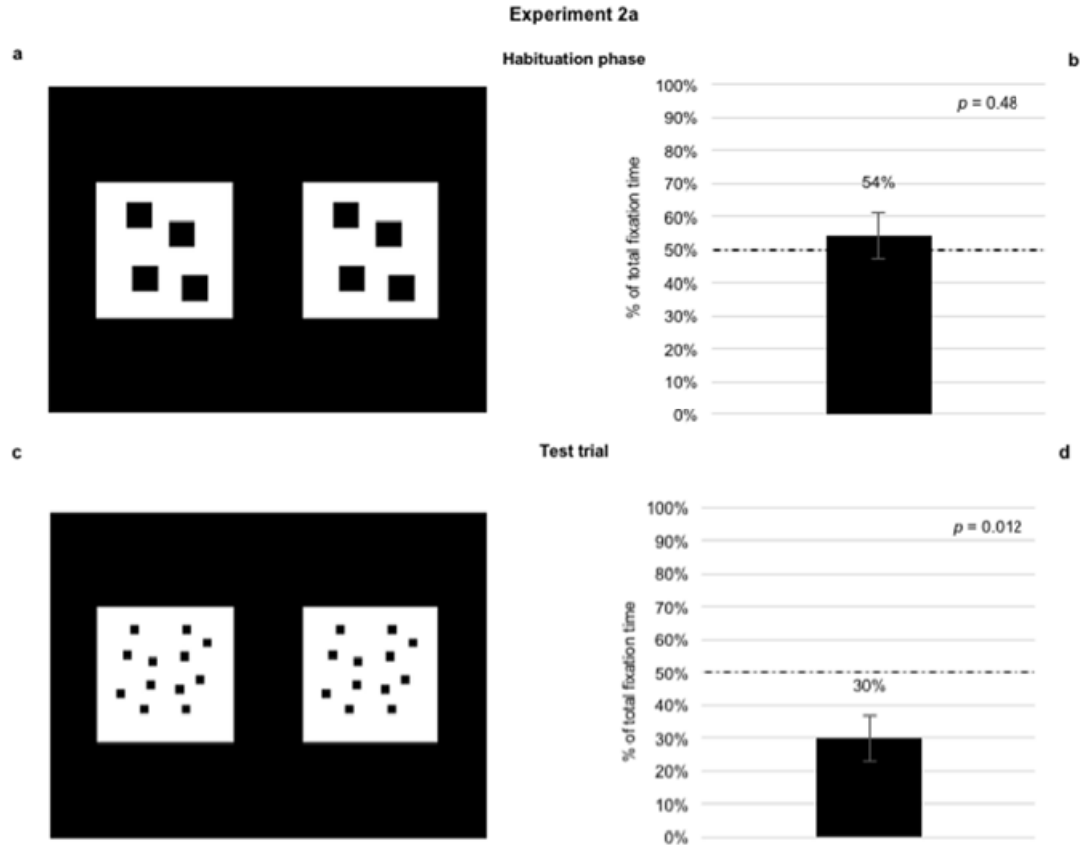 Experiment 2a
a
Habituation phase
b
% of total fixation time
100%
90%
80%
70%
60%
50%
40%
30%
20%
10%
0%
p = 0.48
54%
c
Test trial
d
% of total fixation time
100%
90%
80%
70%
60%
50%
40%
30%
20%
10%
0%
p = 0.012
30%